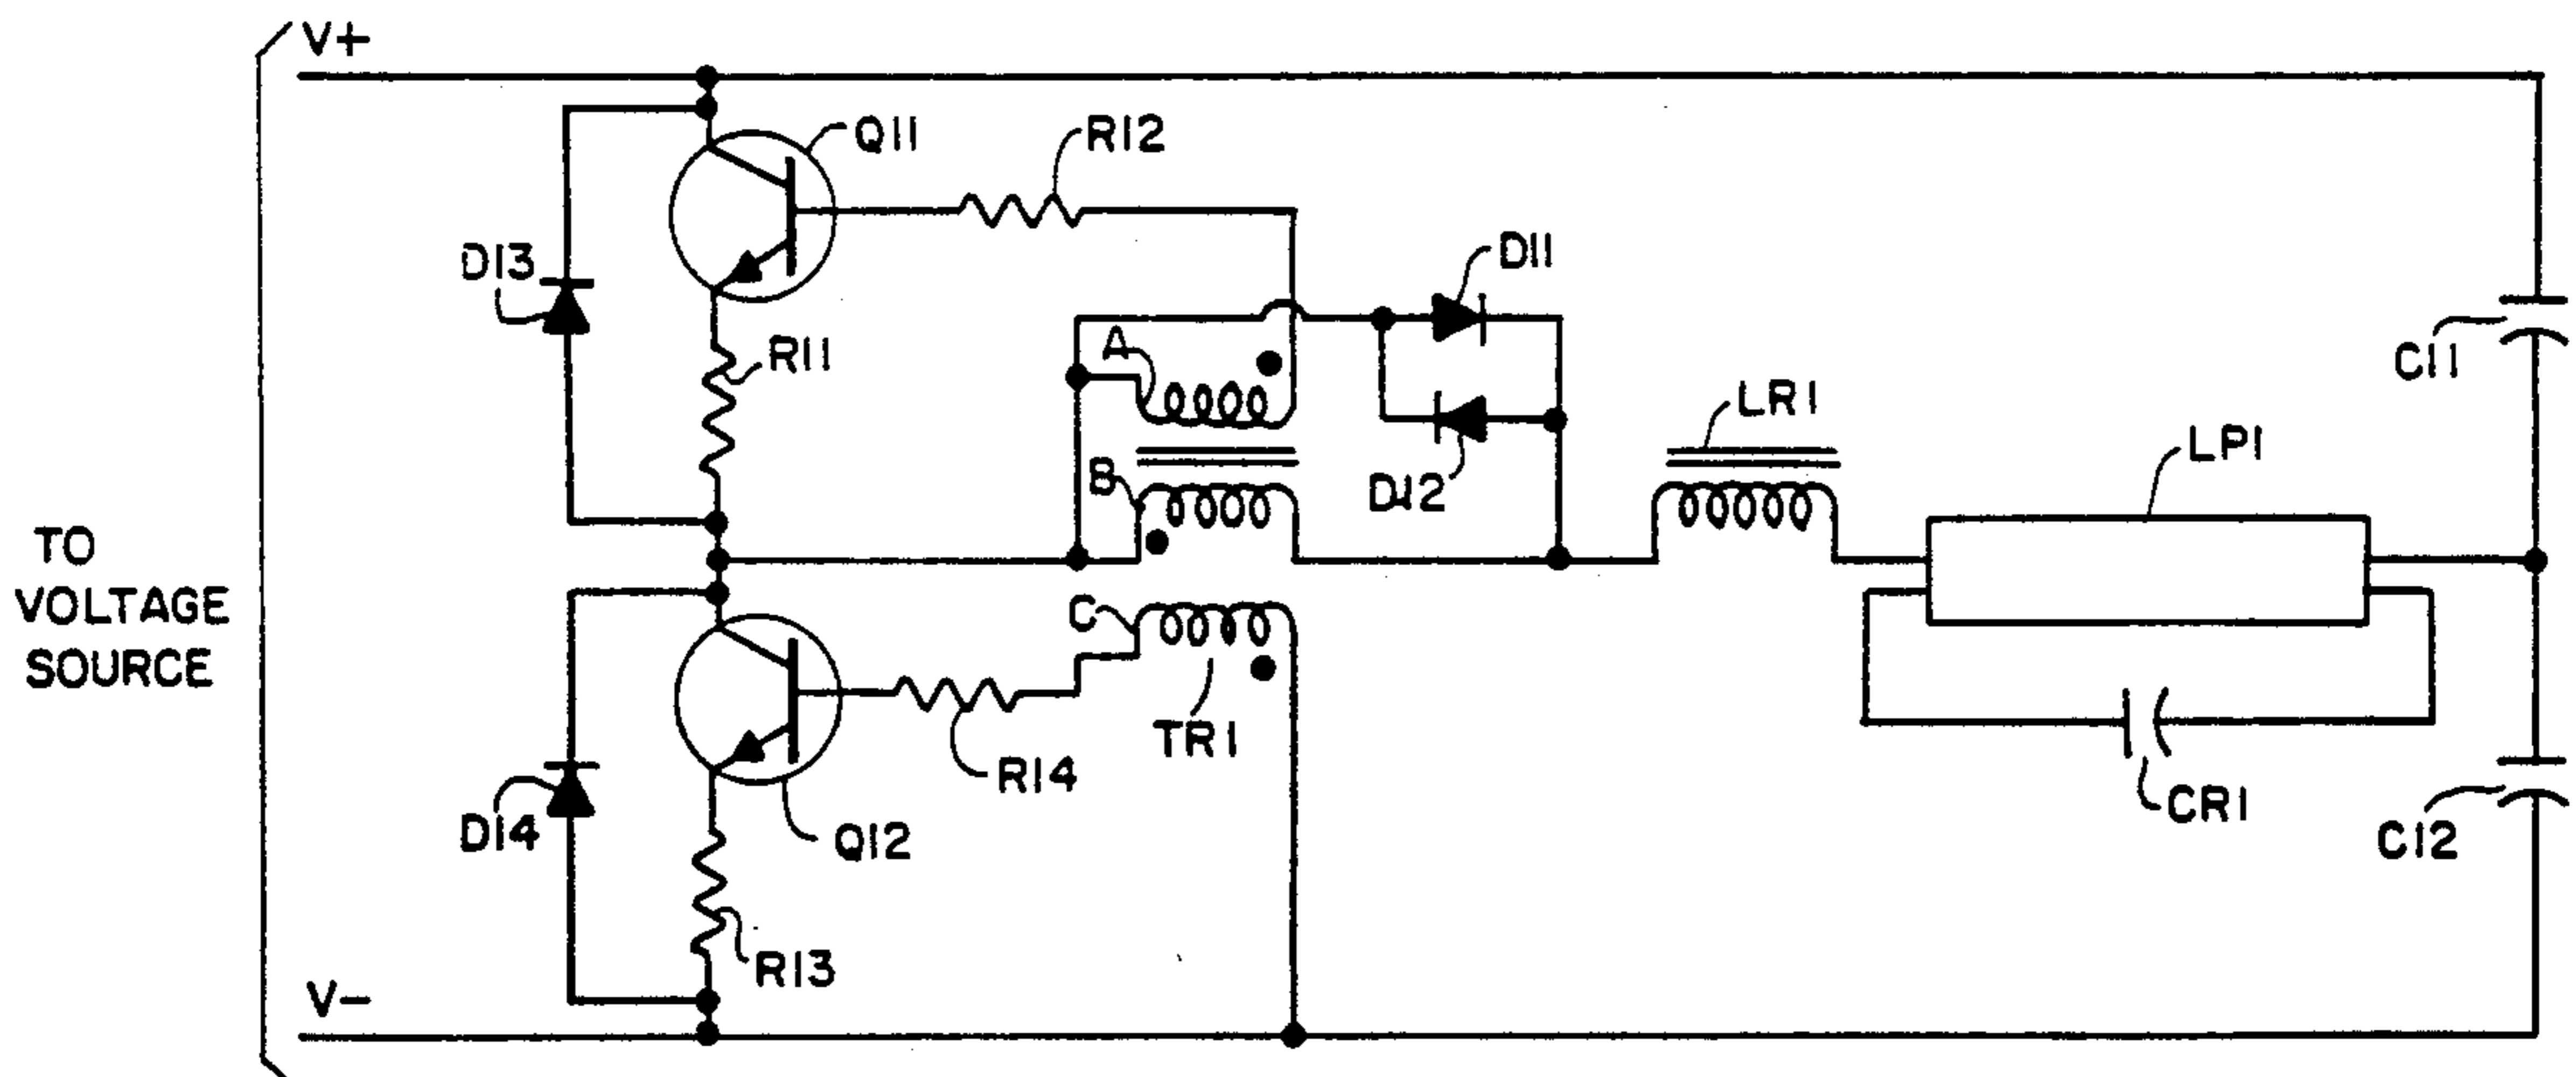 V+
Q11
R12
D13
D11
R11
A
C11
LR1
B
D12
LP1
TO
VOLTAGE
SOURCE
C
TR1
R14
CR1
D14
Q12
C12
R13
V-